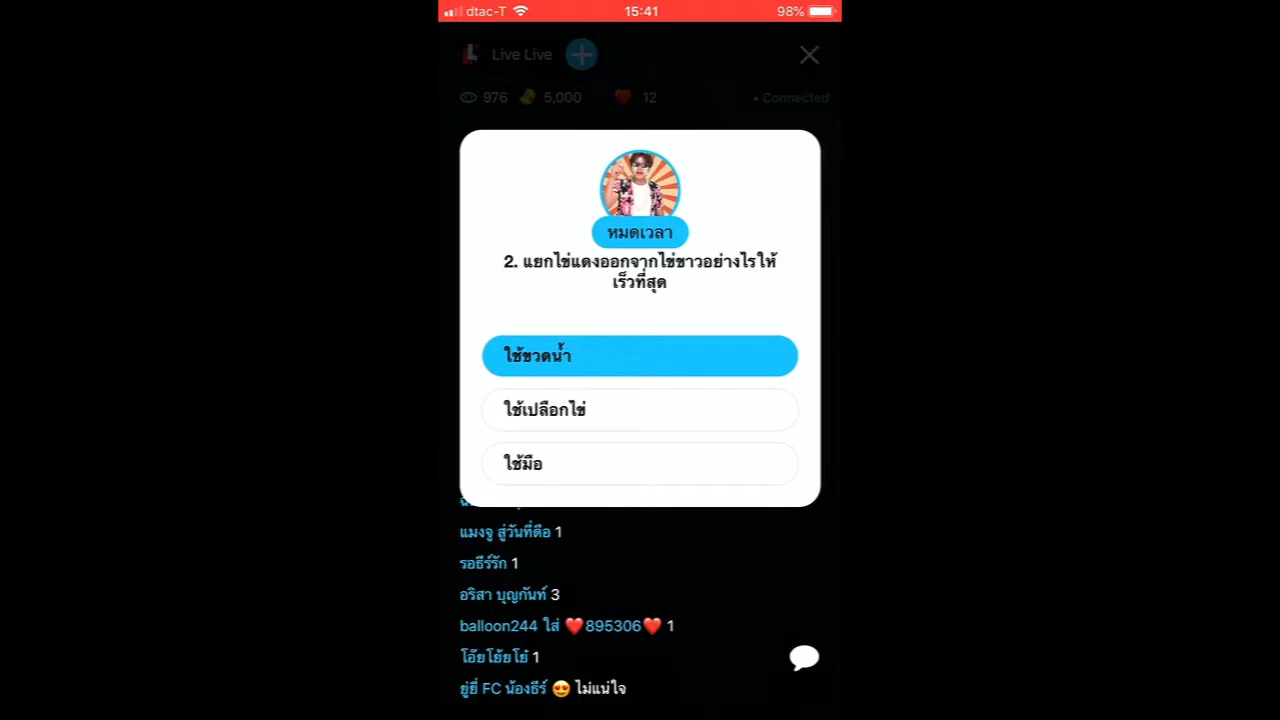 dtac-T 15:41 98%
Live Live
976 5,000 12 • Connected
หมดเวลา
2. แยกไข่แดงออกจากไข่ขาวอย่างไรให้
เร็วที่สุด
ใช้ขวดน้ำ
ใช้เปลือกไข่
ใช้มือ
แมงจู สู่วันที่ดีอ 1
รอธีร์รัก 1
อริสา บุญกันท์ 3
balloon244 ใส่ ❤️895306❤️ 1
โอ๊ยโย้ยโย๋ 1
ยู่ยี่ FC น้องธีร์ 😍 ไม่แน่ใจ